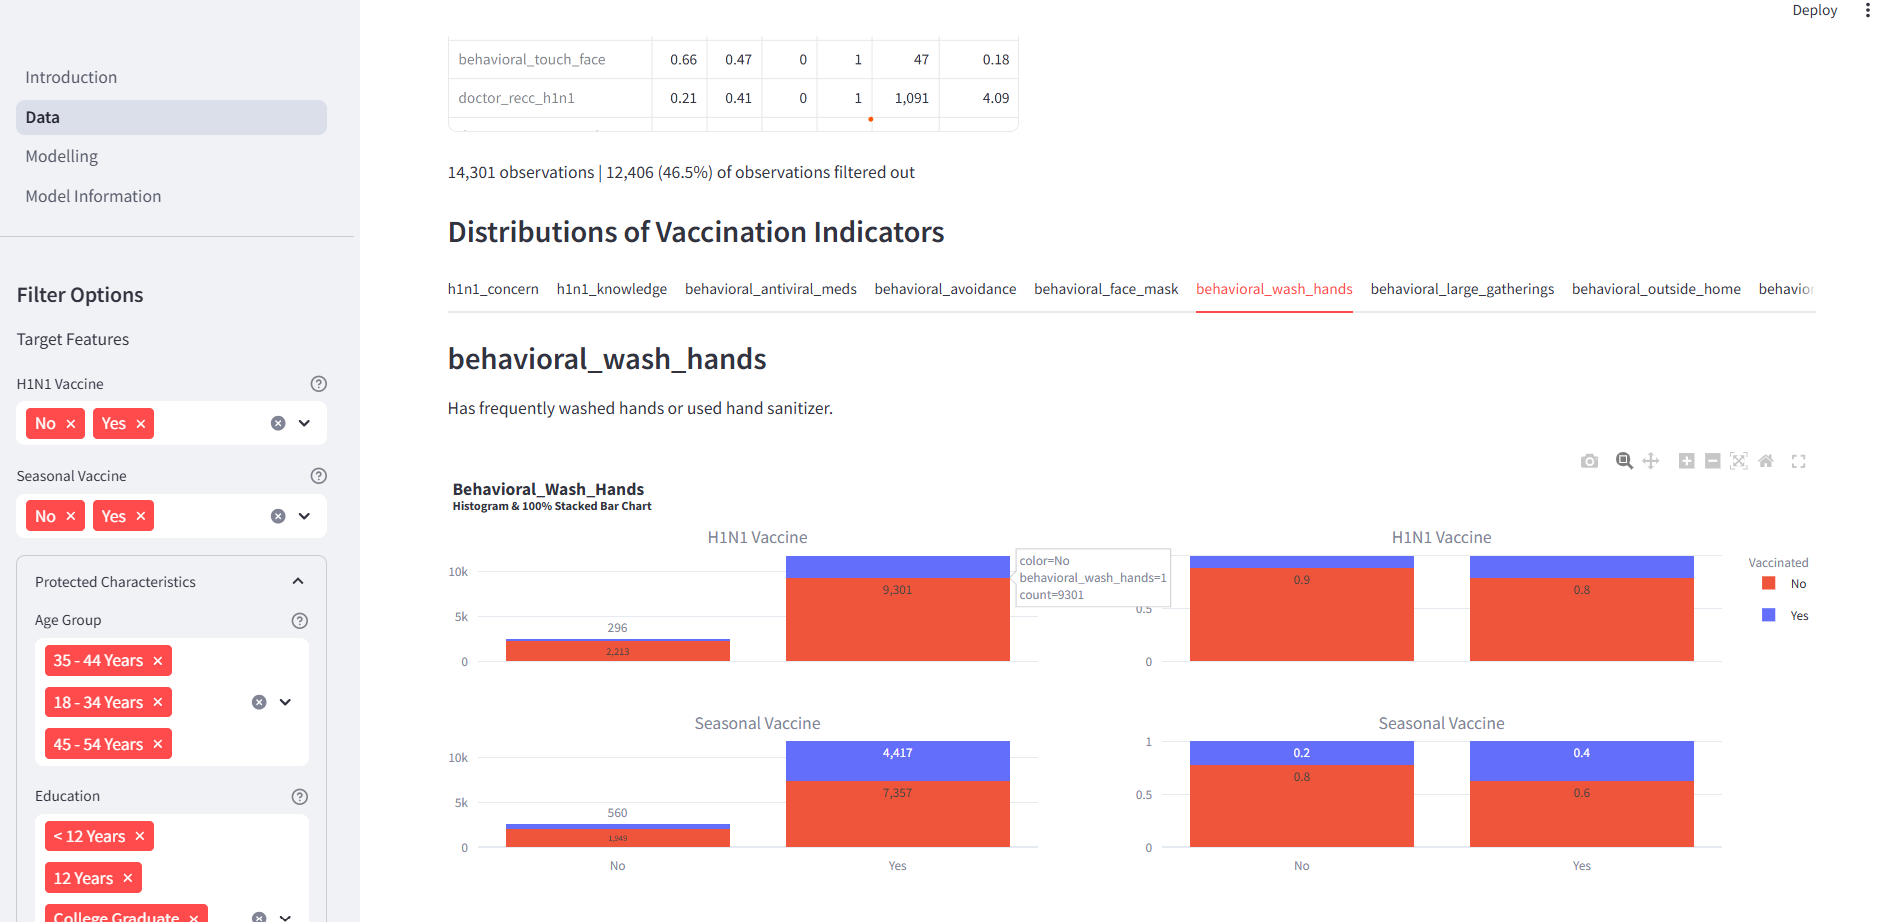 Deploy
Introduction
Data
Modelling
Model Information
Filter Options
Target Features
H1N1 Vaccine
No × Yes ×
Seasonal Vaccine
No × Yes ×
Protected Characteristics
Age Group
35 - 44 Years ×
18 - 34 Years ×
45 - 54 Years ×
Education
< 12 Years ×
12 Years ×
College Graduate ×
behavioral_touch_face 0.66 0.47 0 1 47 0.18
doctor_recc_h1n1 0.21 0.41 0 1 1,091 4.09
14,301 observations | 12,406 (46.5%) of observations filtered out
Distributions of Vaccination Indicators
h1n1_concern h1n1_knowledge behavioral_antiviral_meds behavioral_avoidance behavioral_face_mask behavioral_wash_hands behavioral_large_gatherings behavioral_outside_home behavior
behavioral_wash_hands
Has frequently washed hands or used hand sanitizer.
Behavioral_Wash_Hands
Histogram & 100% Stacked Bar Chart
H1N1 Vaccine
10k
5k
0
296
2,213
9,301
color=No
behavioral_wash_hands=1
count=9301
H1N1 Vaccine
0.5
0
0.9
0.8
Vaccinated
No
Yes
Seasonal Vaccine
10k
5k
0
560
1,949
4,417
7,357
No Yes
Seasonal Vaccine
1
0.5
0
0.2
0.8
0.4
0.6
No Yes